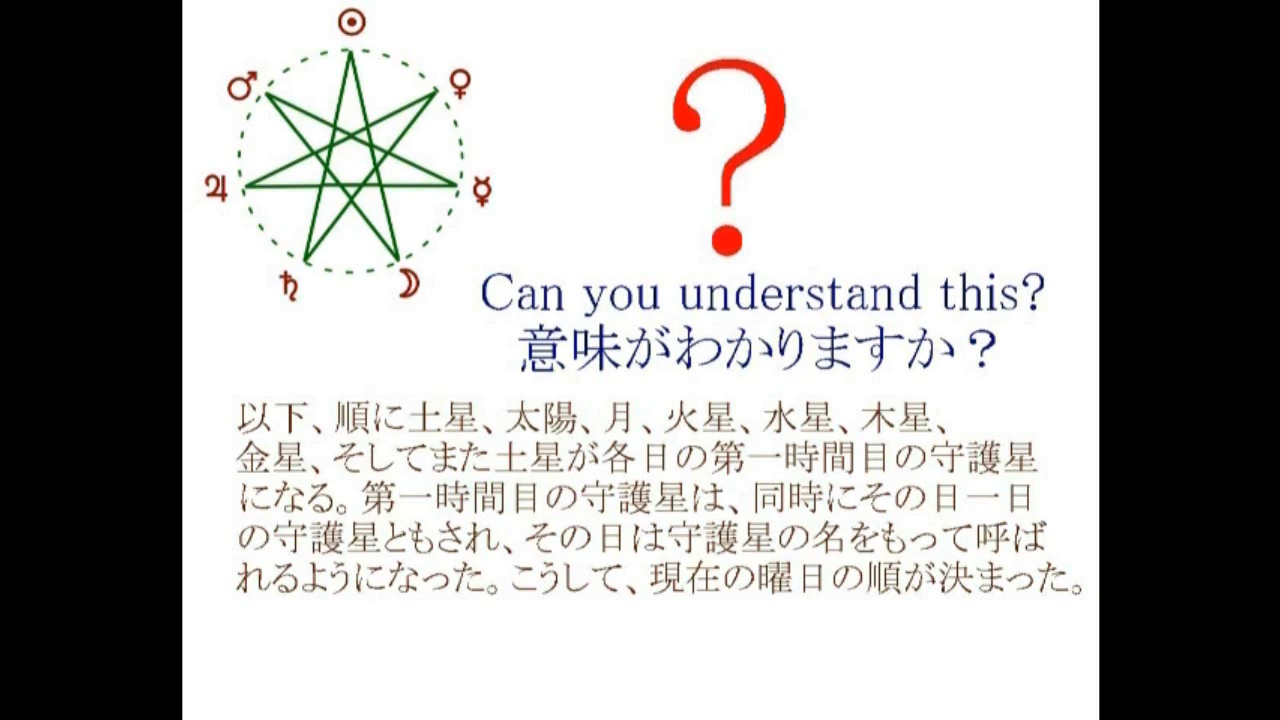 ?
Can you understand this?
意味がわかりますか？
以下、順に土星、太陽、月、火星、水星、木星、
金星、そしてまた土星が各日の第一時間目の守護星
になる。第一時間目の守護星は、同時にその日一日
の守護星ともされ、その日は守護星の名をもって呼ば
れるようになった。こうして、現在の曜日の順が決まった。